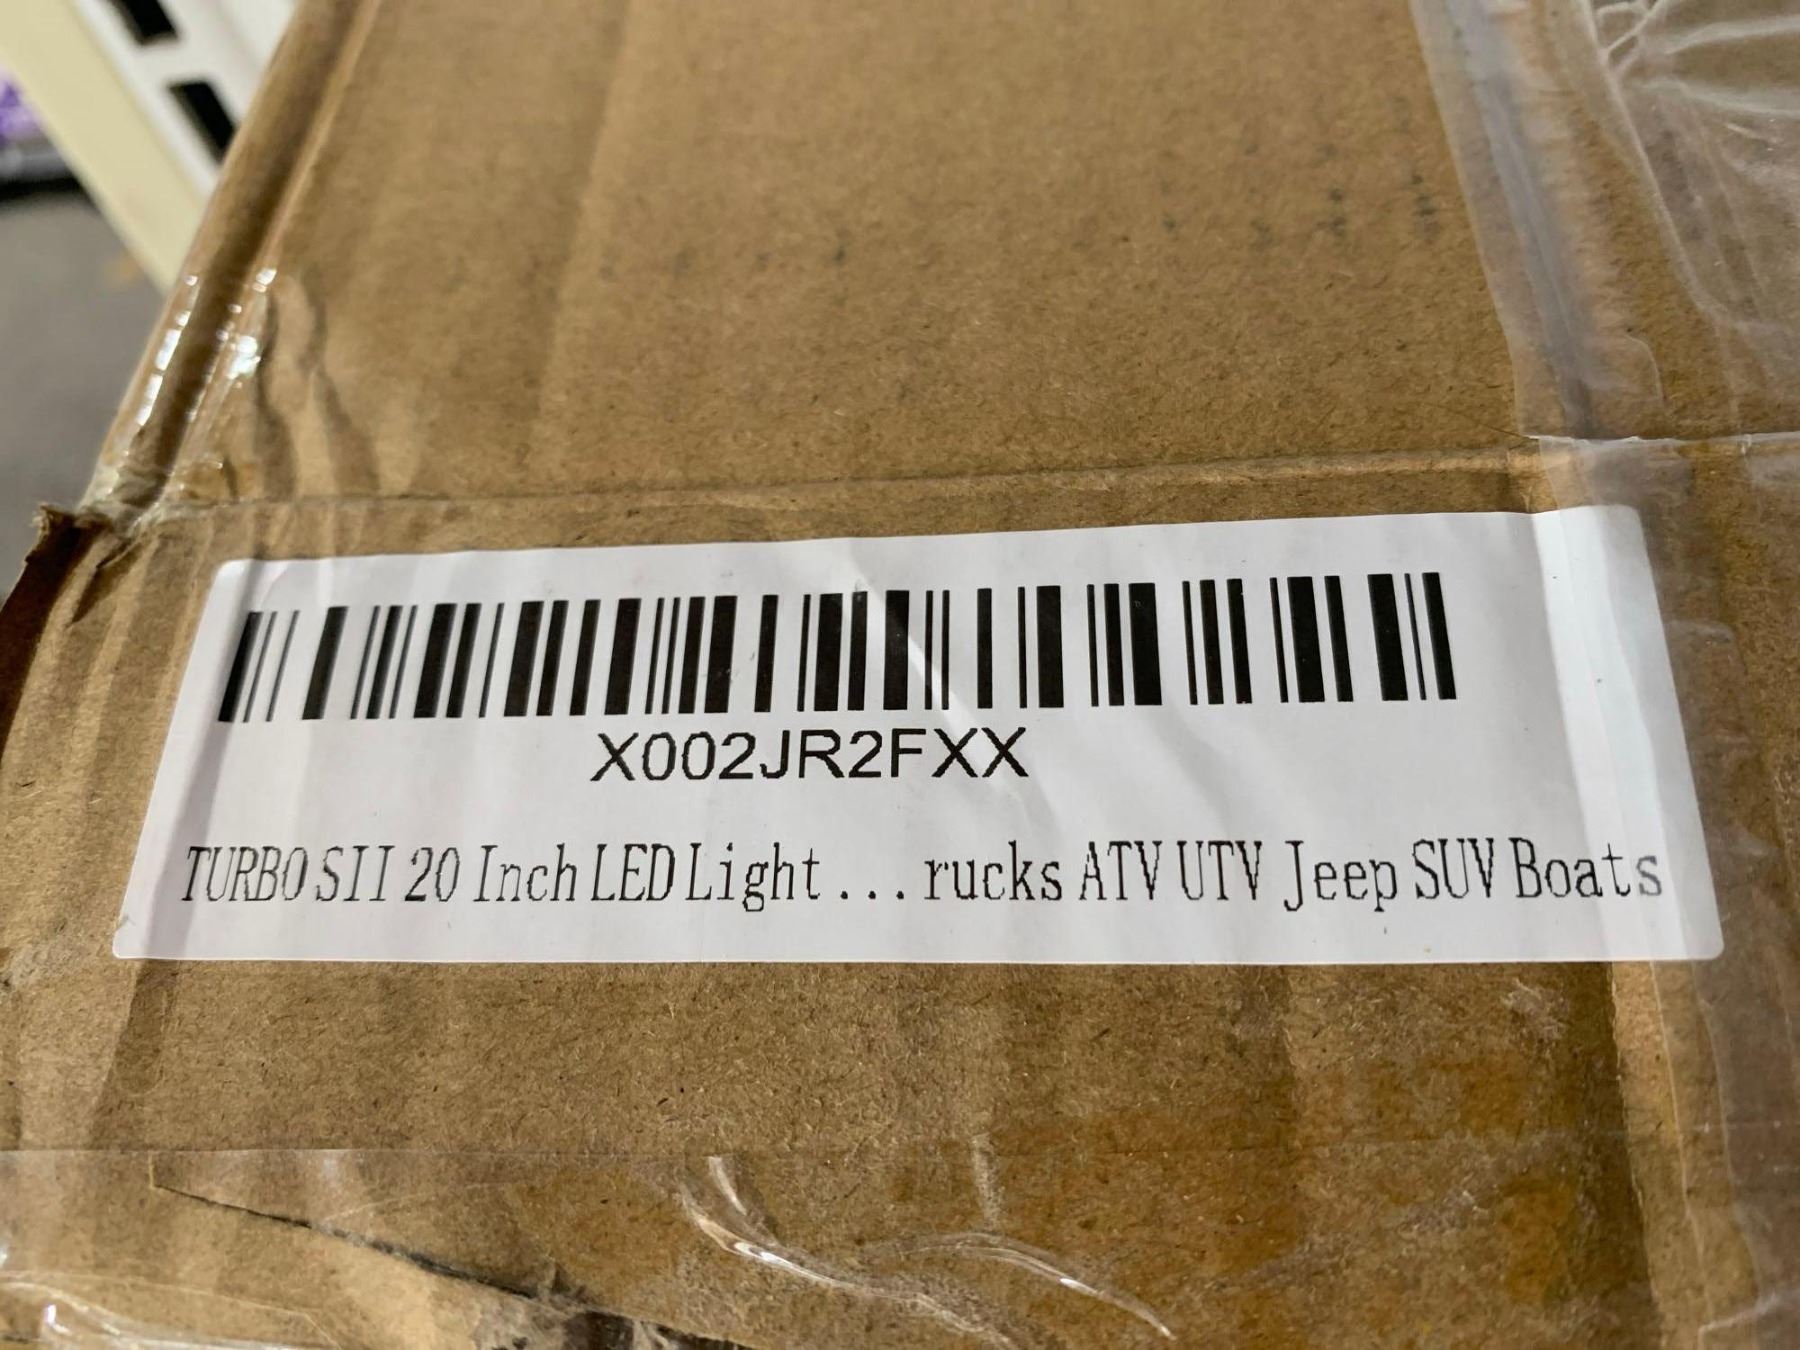 X002JR2FXX
TURBO SII 20 Inch LED Light ... rucks ATV UTV Jeep SUV Boats